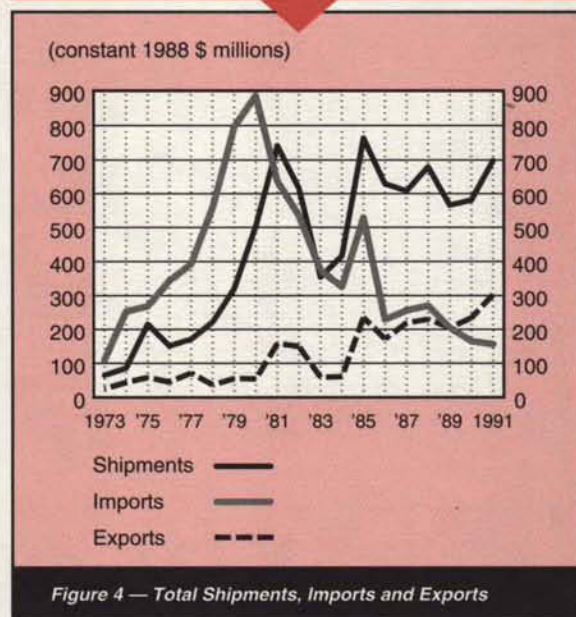 (constant 1988 $ millions)
900 900
800 800
700 700
600 600
500 500
400 400
300 300
200 200
100 100
0 0
1973 '75 '77 '79 '81 '83 '85 '87 '89 1991
Shipments
Imports
Exports
Figure 4 — Total Shipments, Imports and Exports